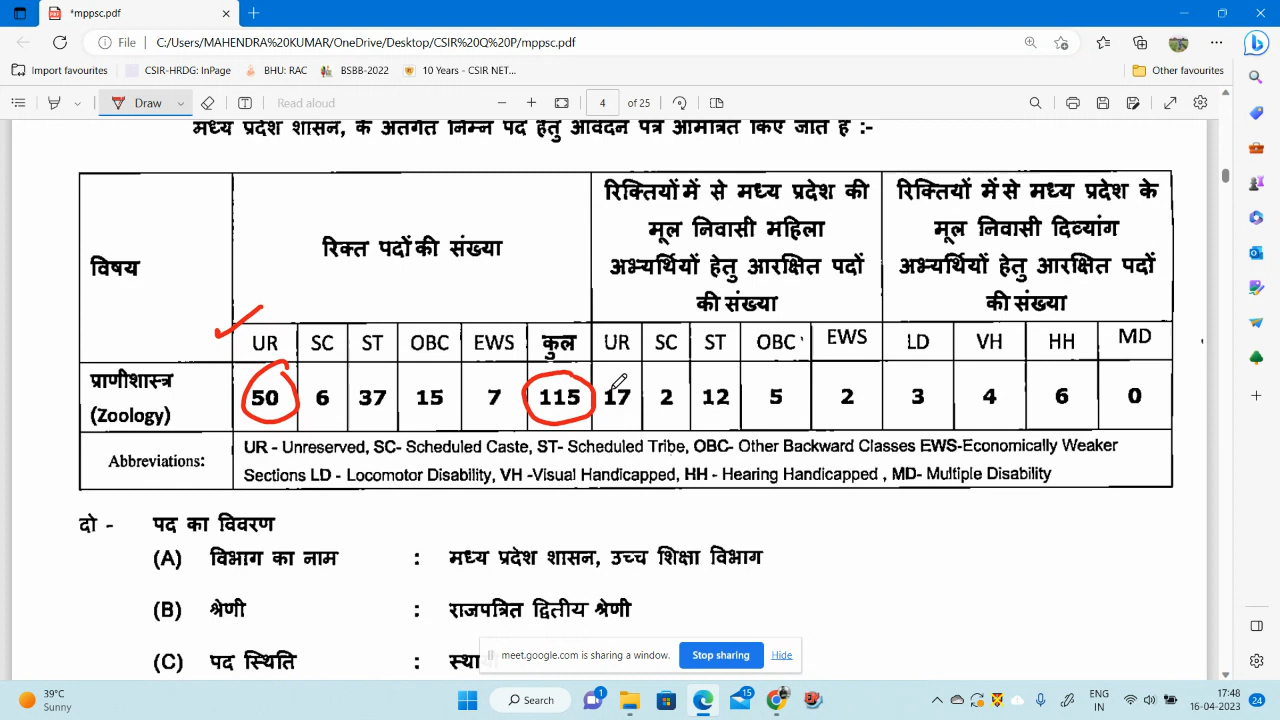 *mppsc.pdf
File C:/Users/MAHENDRA%20KUMAR/OneDrive/Desktop/CSIR%20Q%20P/mppsc.pdf
Import favourites CSIR-HRDG: InPage BHU: RAC BSBB-2022 10 Years - CSIR NET... Other favourites
Draw Read aloud 4 of 25
मध्य प्रदेश शासन, के अंतर्गत निम्न पद हेतु आवेदन पत्र आमंत्रित किए जाते है :-
विषय
रिक्त पदों की संख्या
रिक्तियों में से मध्य प्रदेश की
मूल निवासी महिला
अभ्यर्थियों हेतु आरक्षित पदों
की संख्या
रिक्तियों में से मध्य प्रदेश के
मूल निवासी दिव्यांग
अभ्यर्थियों हेतु आरक्षित पदों
की संख्या
UR SC ST OBC EWS कुल UR SC ST OBC EWS LD VH HH MD
प्राणीशास्त्र
(Zoology)
50 6 37 15 7 115 17 2 12 5 2 3 4 6 0
Abbreviations:
UR - Unreserved, SC- Scheduled Caste, ST- Scheduled Tribe, OBC- Other Backward Classes EWS-Economically Weaker
Sections LD - Locomotor Disability, VH -Visual Handicapped, HH - Hearing Handicapped , MD- Multiple Disability
दो - पद का विवरण
(A) विभाग का नाम : मध्य प्रदेश शासन, उच्च शिक्षा विभाग
(B) श्रेणी : राजपत्रित द्वितीय श्रेणी
(C) पद स्थिति :
meet.google.com is sharing a window. Stop sharing Hide
39°C
Sunny
Search
1
15
ENG
IN
17:48
16-04-2023
24